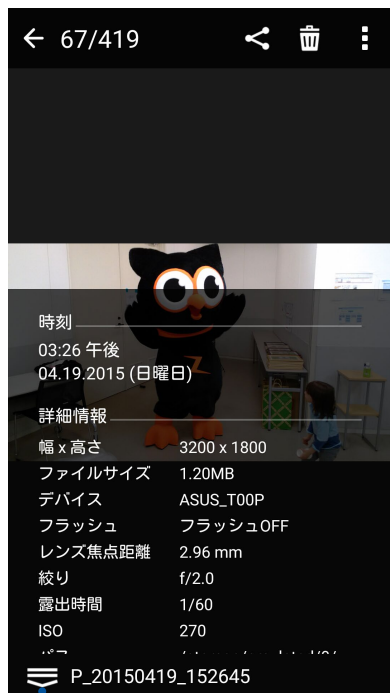 67/419
時刻
03:26 午後
04.19.2015 (日曜日)
詳細情報
幅 x 高さ 3200 x 1800
ファイルサイズ 1.20MB
デバイス ASUS_T00P
フラッシュ フラッシュOFF
レンズ焦点距離 2.96 mm
絞り f/2.0
露出時間 1/60
ISO 270
P_20150419_152645